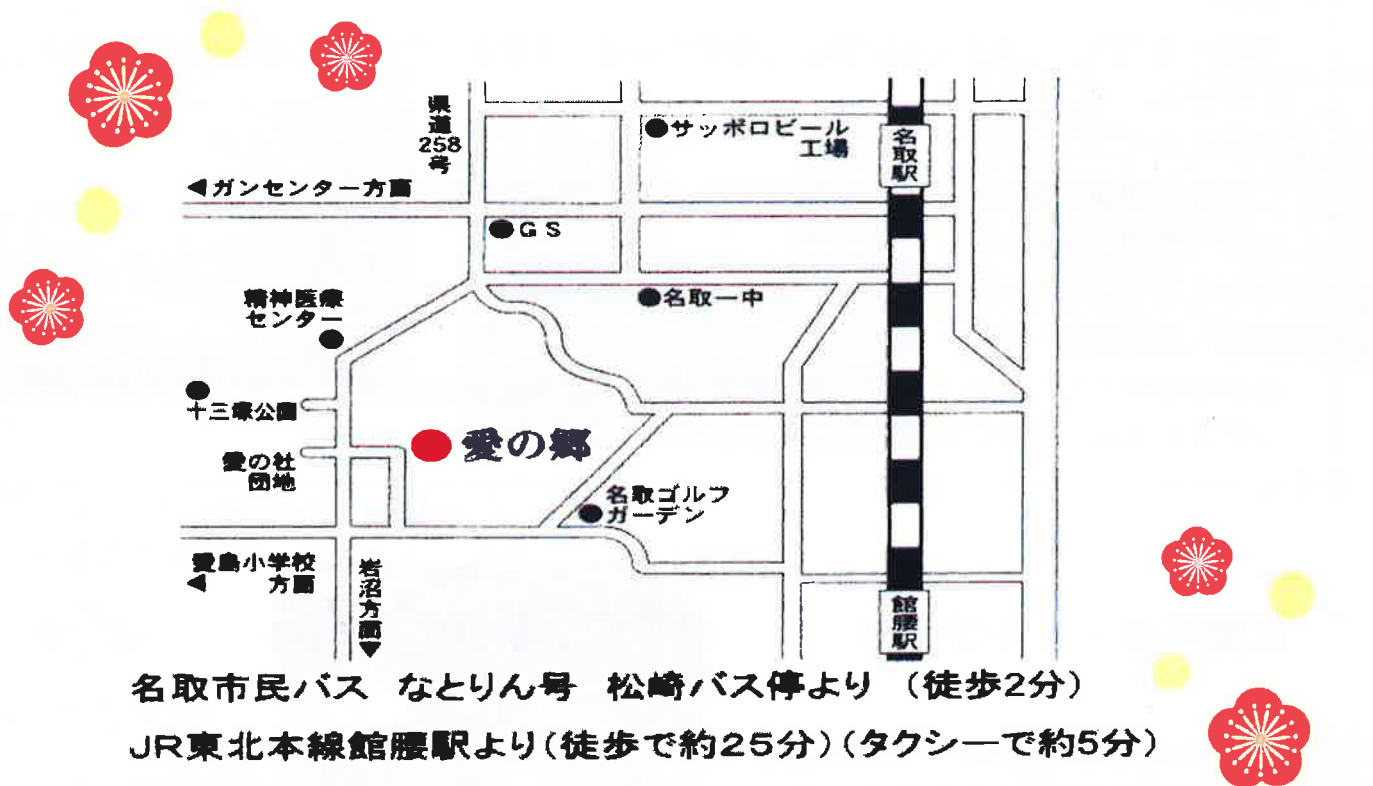 県道258号
サッポロビール
工場
名取駅
◀ガンセンター方面
GS
精神医療
センター
名取一中
十三塚公園
愛の郷
愛の杜
団地
名取ゴルフ
ガーデン
愛島小学校
◀ 方面
岩沼方面▼
館腰駅
名取市民バス なとりん号 松崎バス停より (徒歩2分)
JR東北本線館腰駅より(徒歩で約25分)(タクシーで約5分)